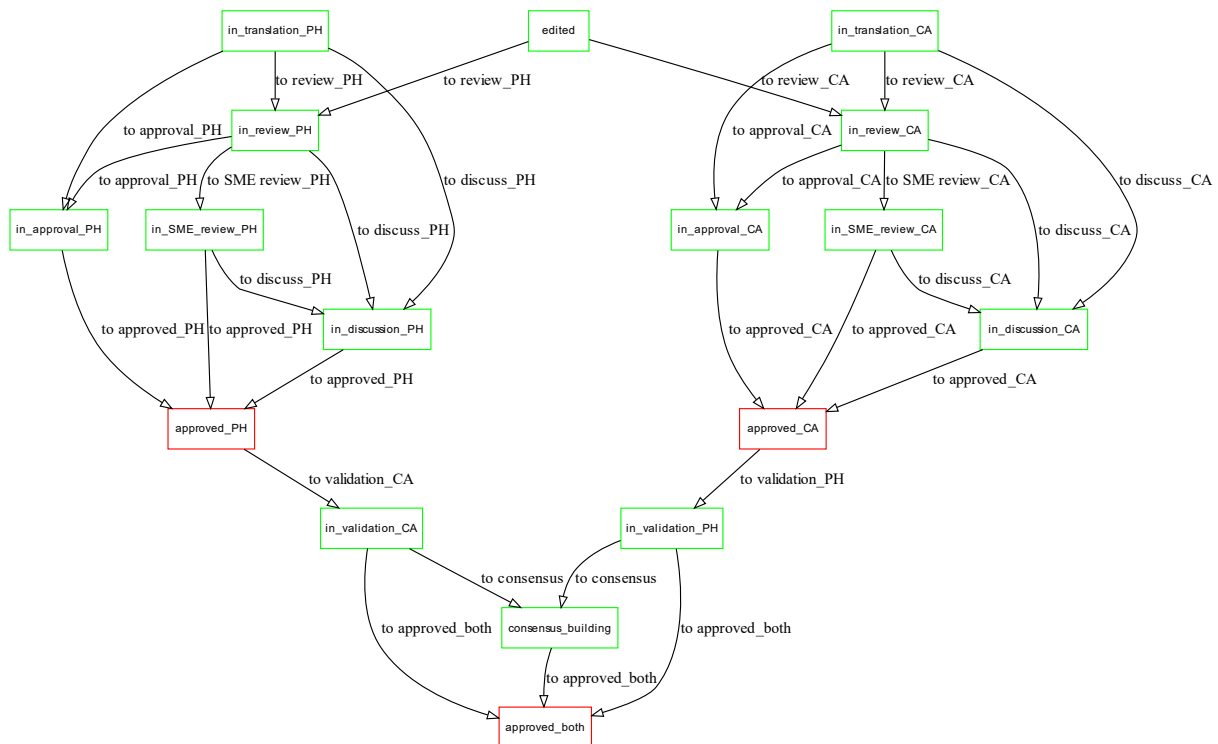 in_translation_PH
edited
in_translation_CA
to review_PH
to review_PH
to review_CA
to review_CA
to approval_PH
in_review_PH
to approval_CA
in_review_CA
to approval_PH
to SME review_PH
to discuss_PH
to approval_CA
to SME review_CA
to discuss_CA
in_approval_PH
in_SME_review_PH
to discuss_PH
in_approval_CA
in_SME_review_CA
to discuss_CA
to discuss_PH
to discuss_CA
to approved_PH
to approved_PH
in_discussion_PH
to approved_CA
to approved_CA
in_discussion_CA
to approved_PH
to approved_CA
approved_PH
approved_CA
to validation_CA
to validation_PH
in_validation_CA
in_validation_PH
to consensus
to consensus
to approved_both
consensus_building
to approved_both
to approved_both
approved_both